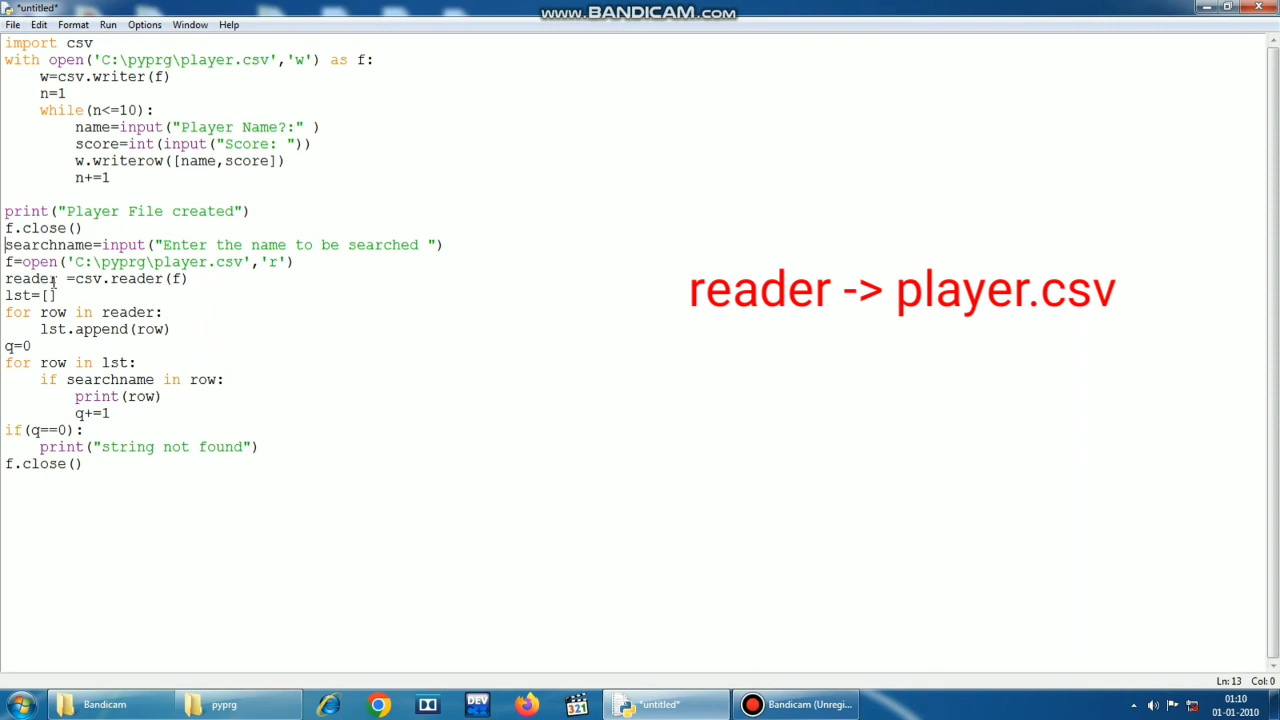 *untitled*
www.BANDICAM.com
File Edit Format Run Options Window Help
import csv
with open('C:\pyprg\player.csv','w') as f:
    w=csv.writer(f)
    n=1
    while(n<=10):
        name=input("Player Name?:" )
        score=int(input("Score: "))
        w.writerow([name,score])
        n+=1
print("Player File created")
f.close()
searchname=input("Enter the name to be searched ")
f=open('C:\pyprg\player.csv','r')
reader =csv.reader(f)
lst=[]
for row in reader:
    lst.append(row)
q=0
for row in lst:
    if searchname in row:
        print(row)
        q+=1
if(q==0):
    print("string not found")
f.close()
reader -> player.csv
Ln: 13 Col: 0
Bandicam pyprg DEV 321 *untitled* Bandicam (Unregi... 01:10
01-01-2010